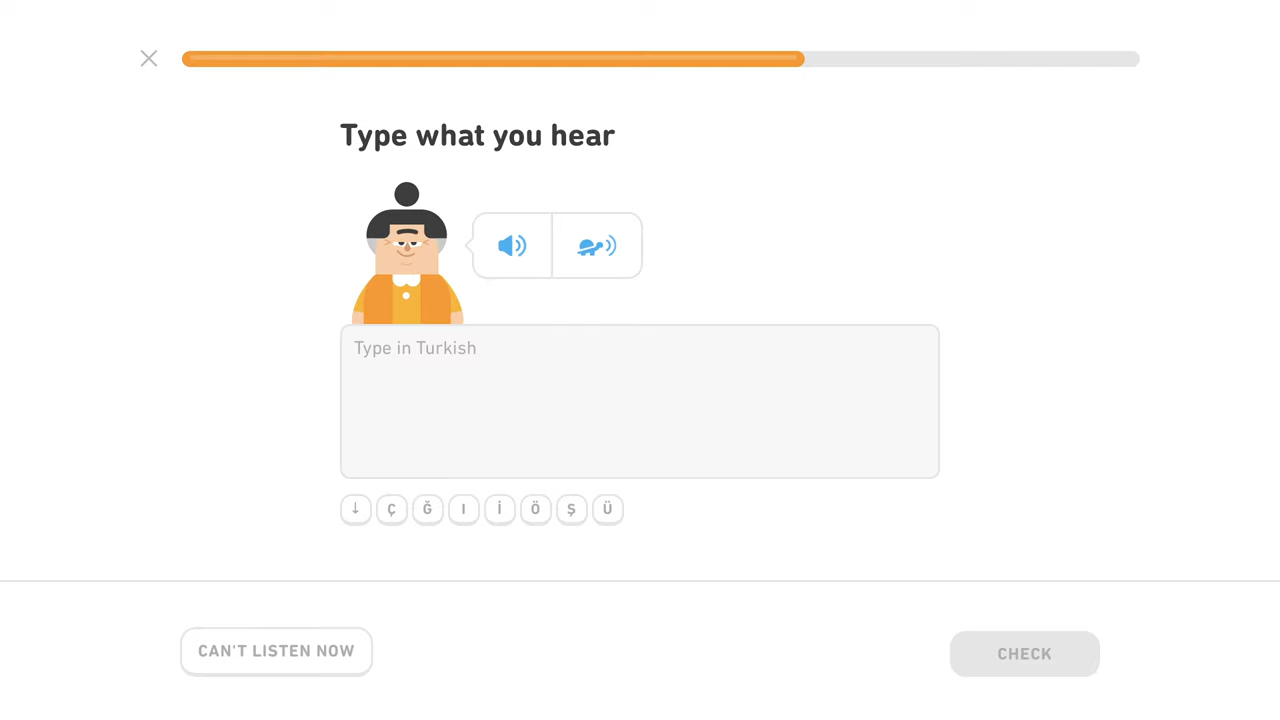 Type what you hear
Type in Turkish
↓ Ç Ğ I İ Ö Ş Ü
CAN'T LISTEN NOW
CHECK